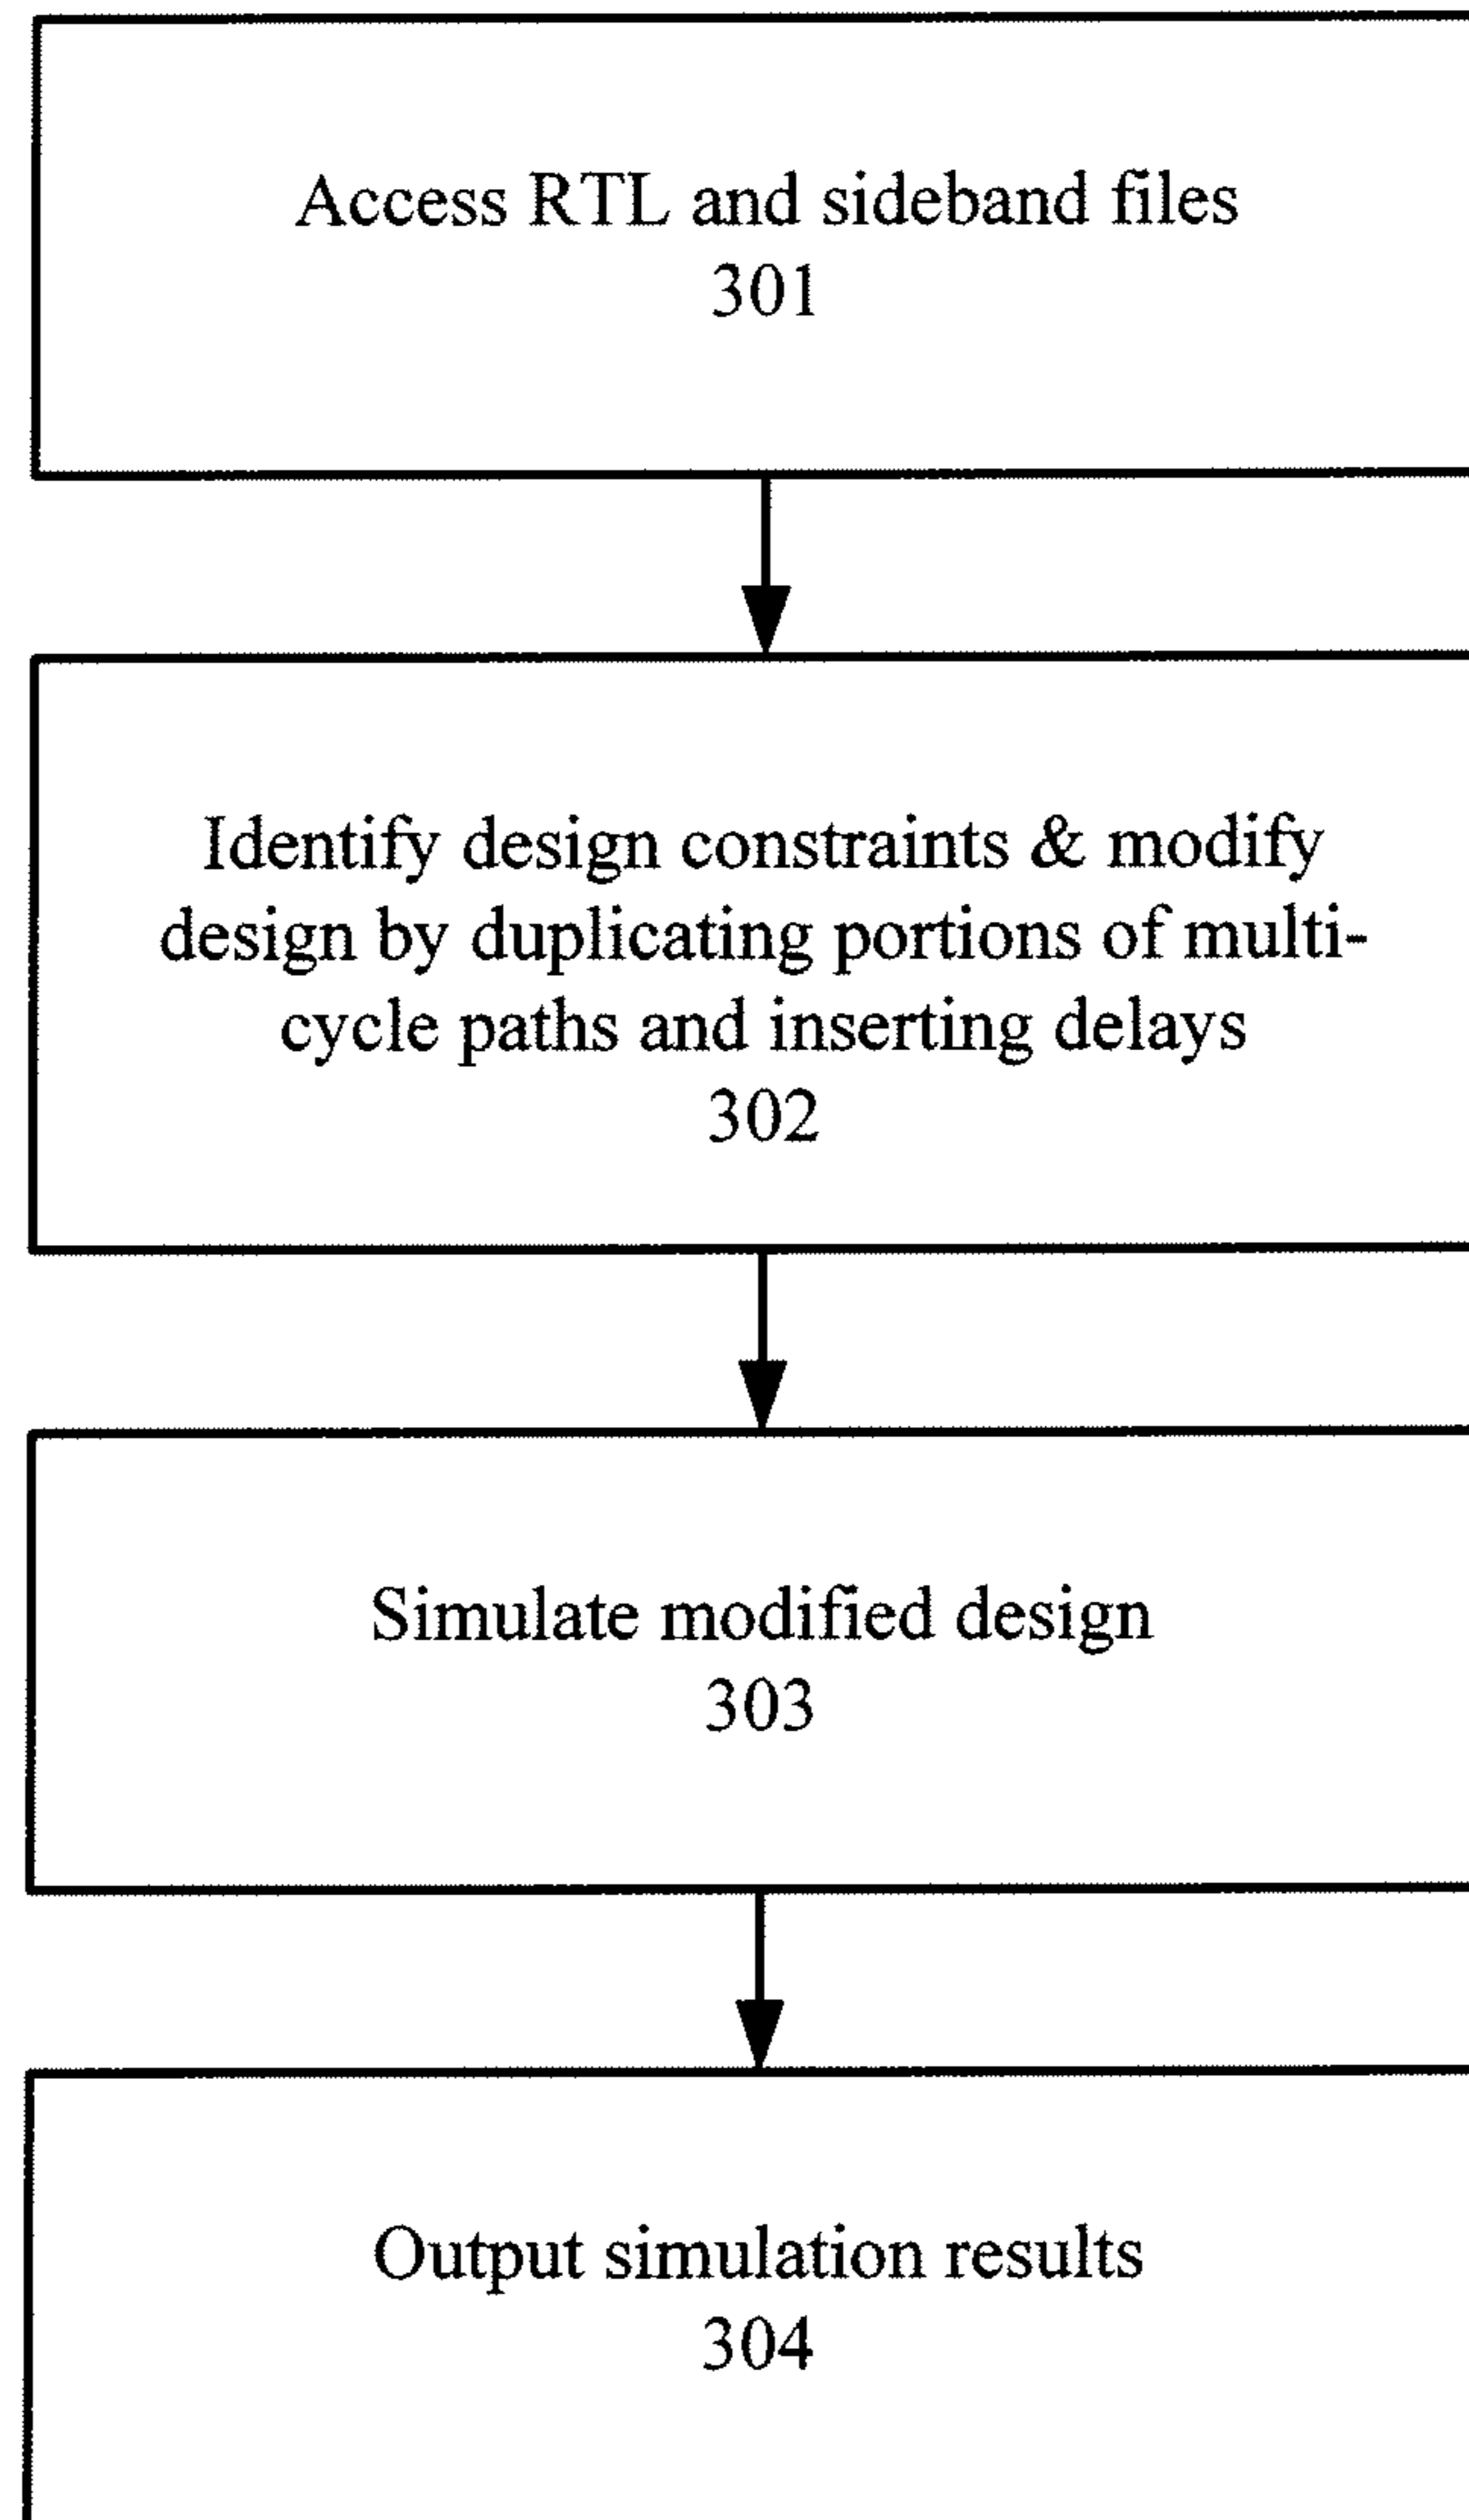 Access RTL and sideband files
301
Identify design constraints & modify
design by duplicating portions of multi-
cycle paths and inserting delays
302
Simulate modified design
303
Output simulation results
304